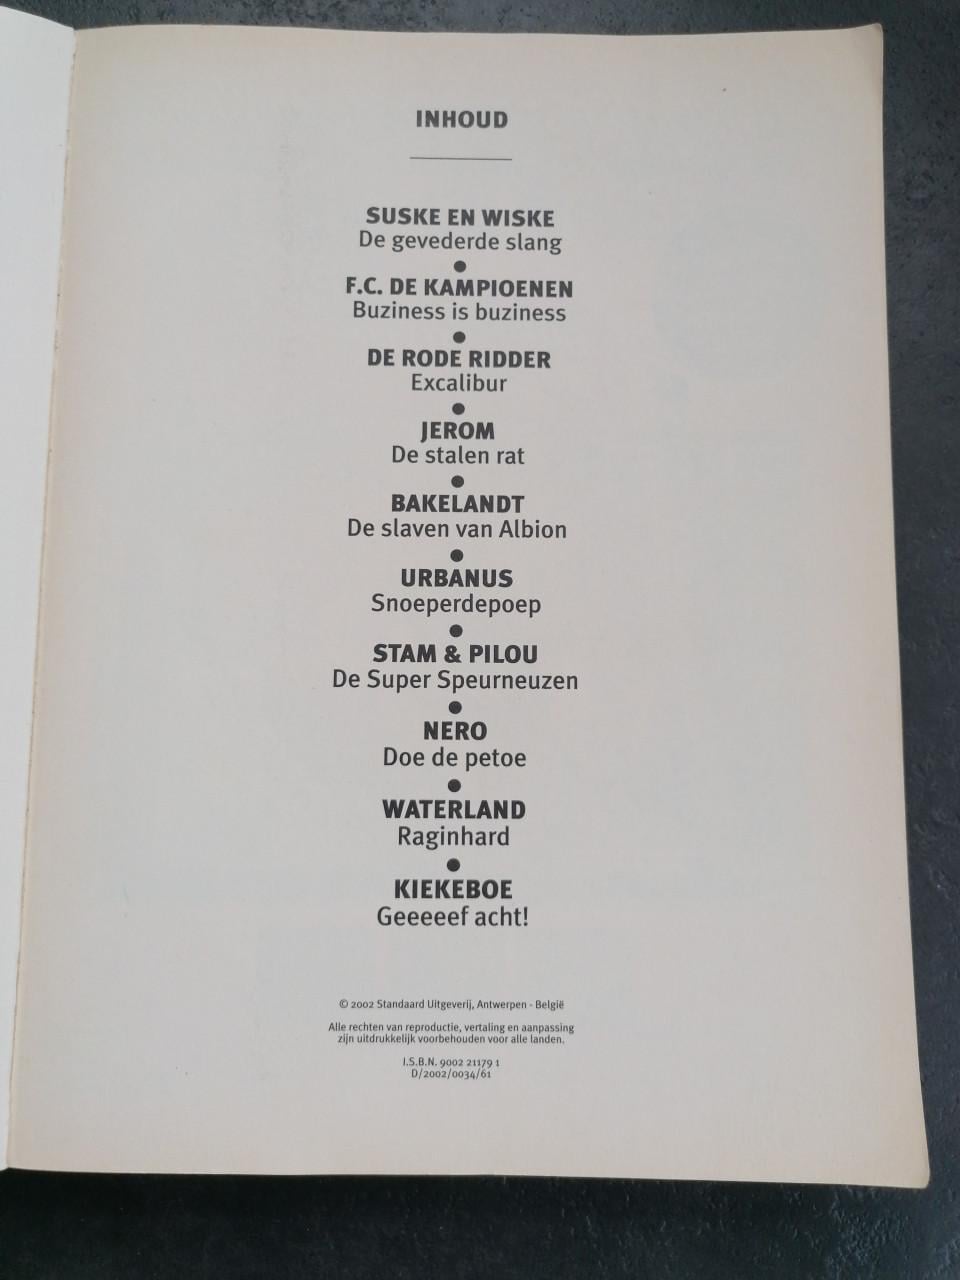 INHOUD
SUSKE EN WISKE
De gevederde slang
●
F.C. DE KAMPIOENEN
Buziness is buziness
●
DE RODE RIDDER
Excalibur
●
JEROM
De stalen rat
●
BAKELANDT
De slaven van Albion
●
URBANUS
Snoeperdepoep
●
STAM & PILOU
De Super Speurneuzen
●
NERO
Doe de petoe
●
WATERLAND
Raginhard
●
KIEKEBOE
Geeeeef acht!
© 2002 Standaard Uitgeverij, Antwerpen - België
Alle rechten van reproductie, vertaling en aanpassing
zijn uitdrukkelijk voorbehouden voor alle landen.
I.S.B.N. 9002 21179 1
D/2002/0034/61